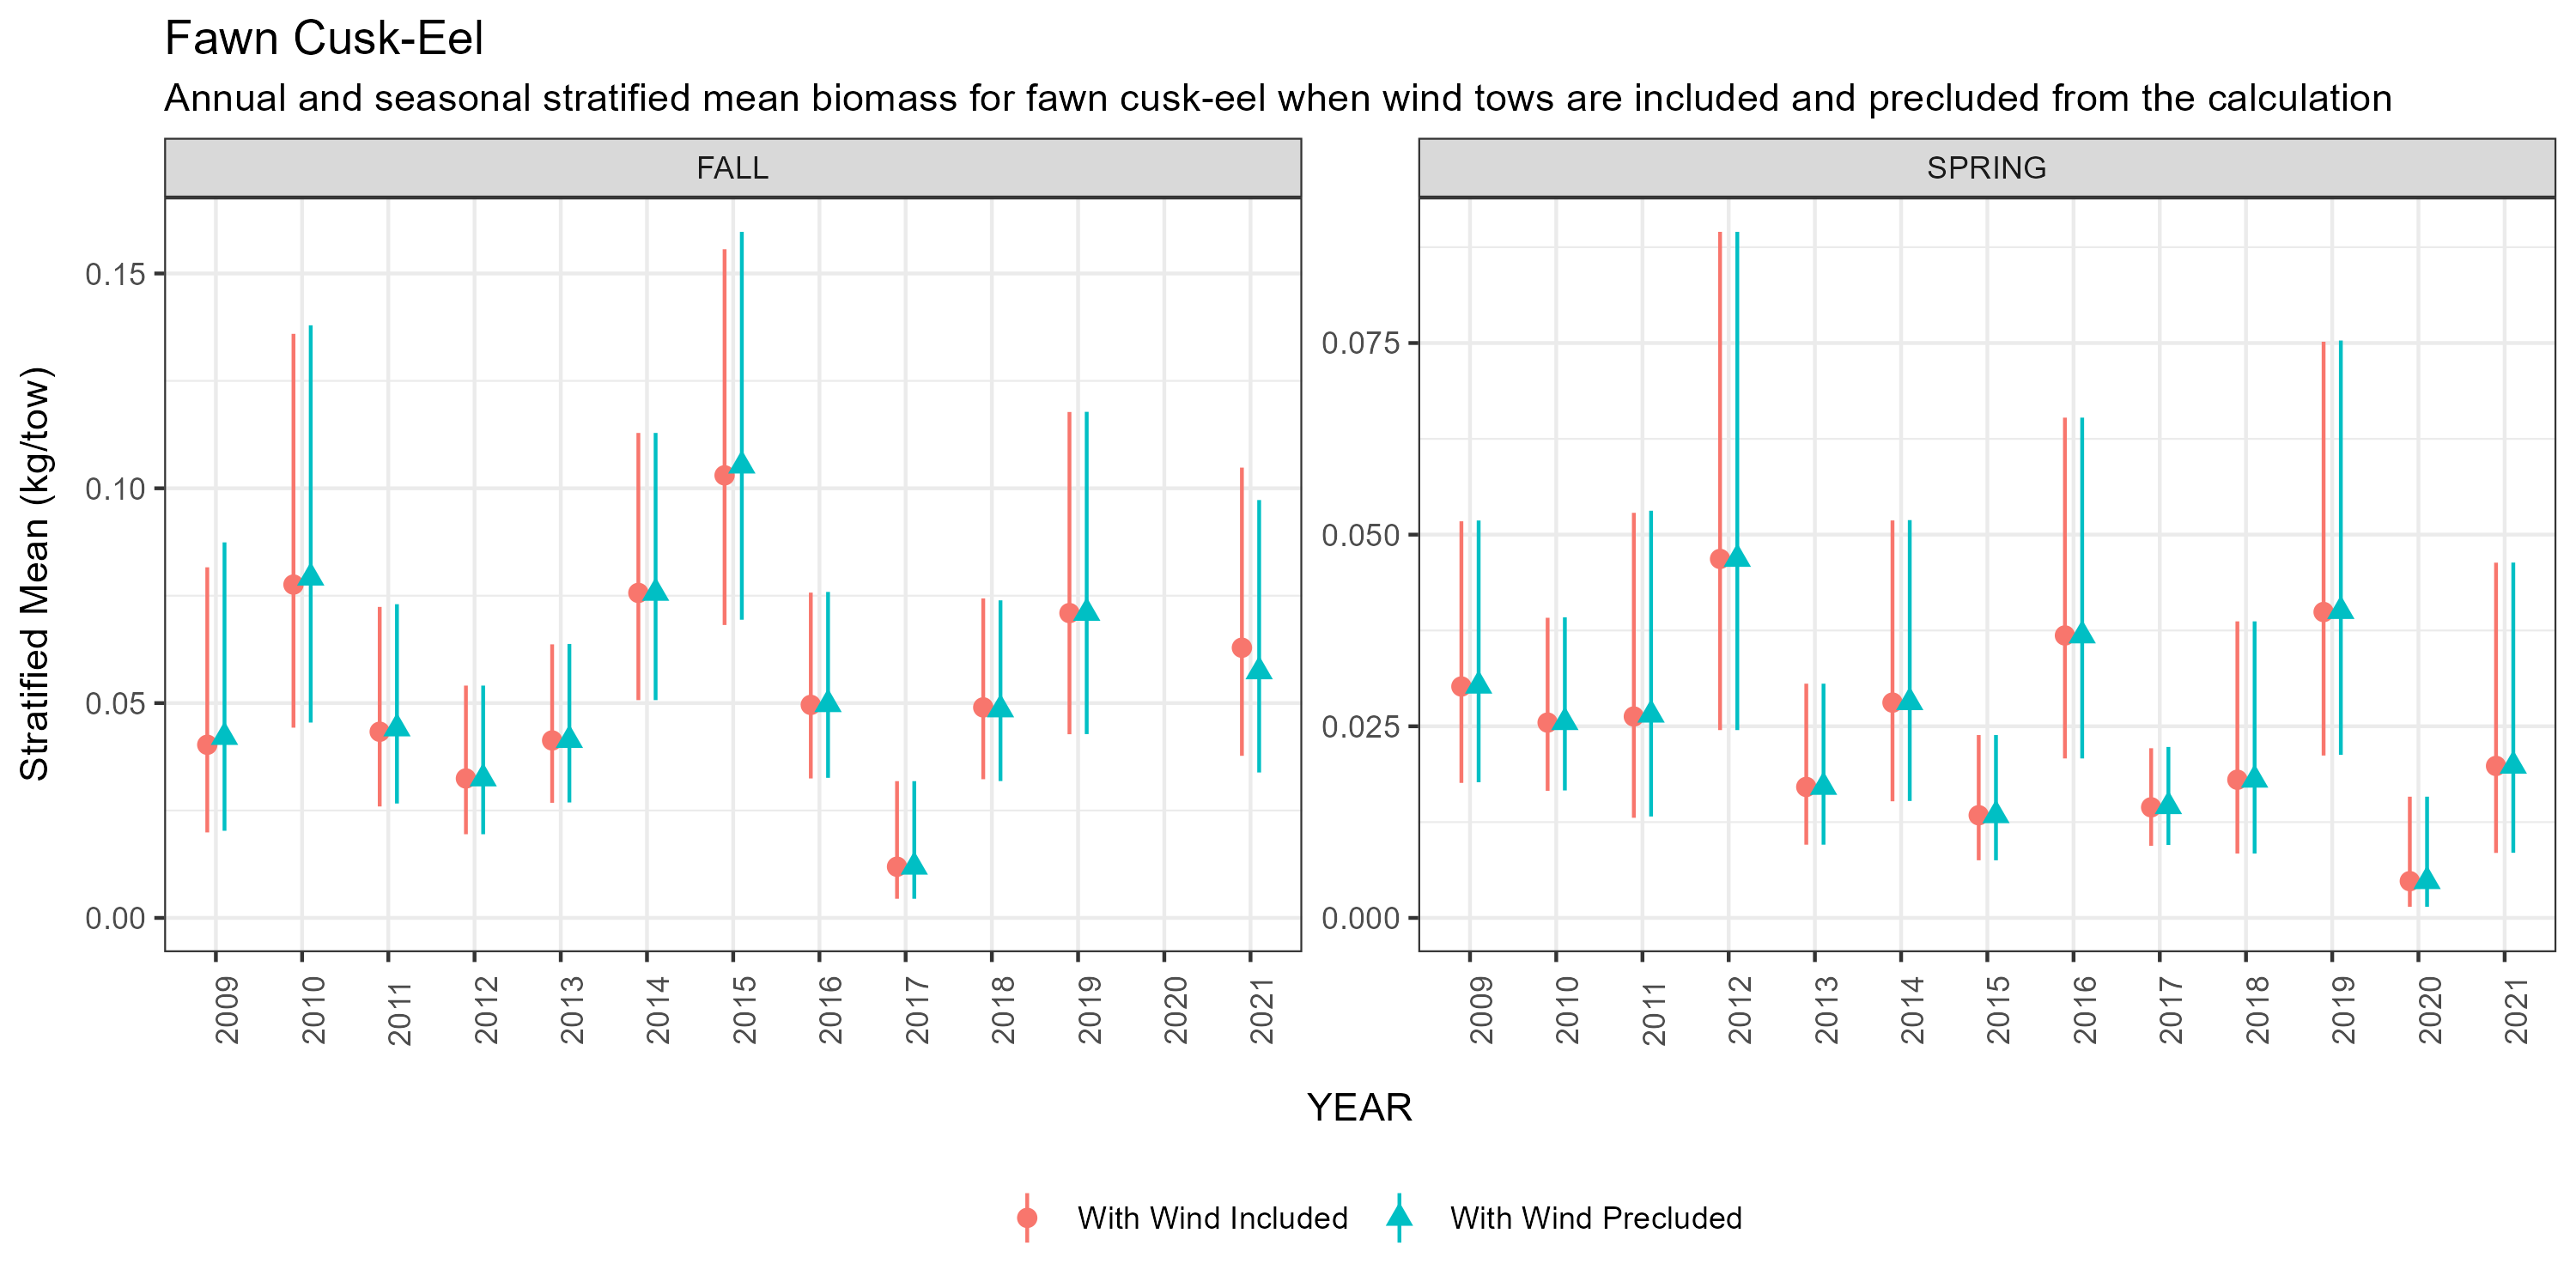 Fawn Cusk-Eel
Annual and seasonal stratified mean biomass for fawn cusk-eel when wind tows are included and precluded from the calculation
FALL
SPRING
Stratified Mean (kg/tow)
0.15
0.10
0.05
0.00
0.075
0.050
0.025
0.000
2009 2010 2011 2012 2013 2014 2015 2016 2017 2018 2019 2020 2021
2009 2010 2011 2012 2013 2014 2015 2016 2017 2018 2019 2020 2021
YEAR
With Wind Included
With Wind Precluded